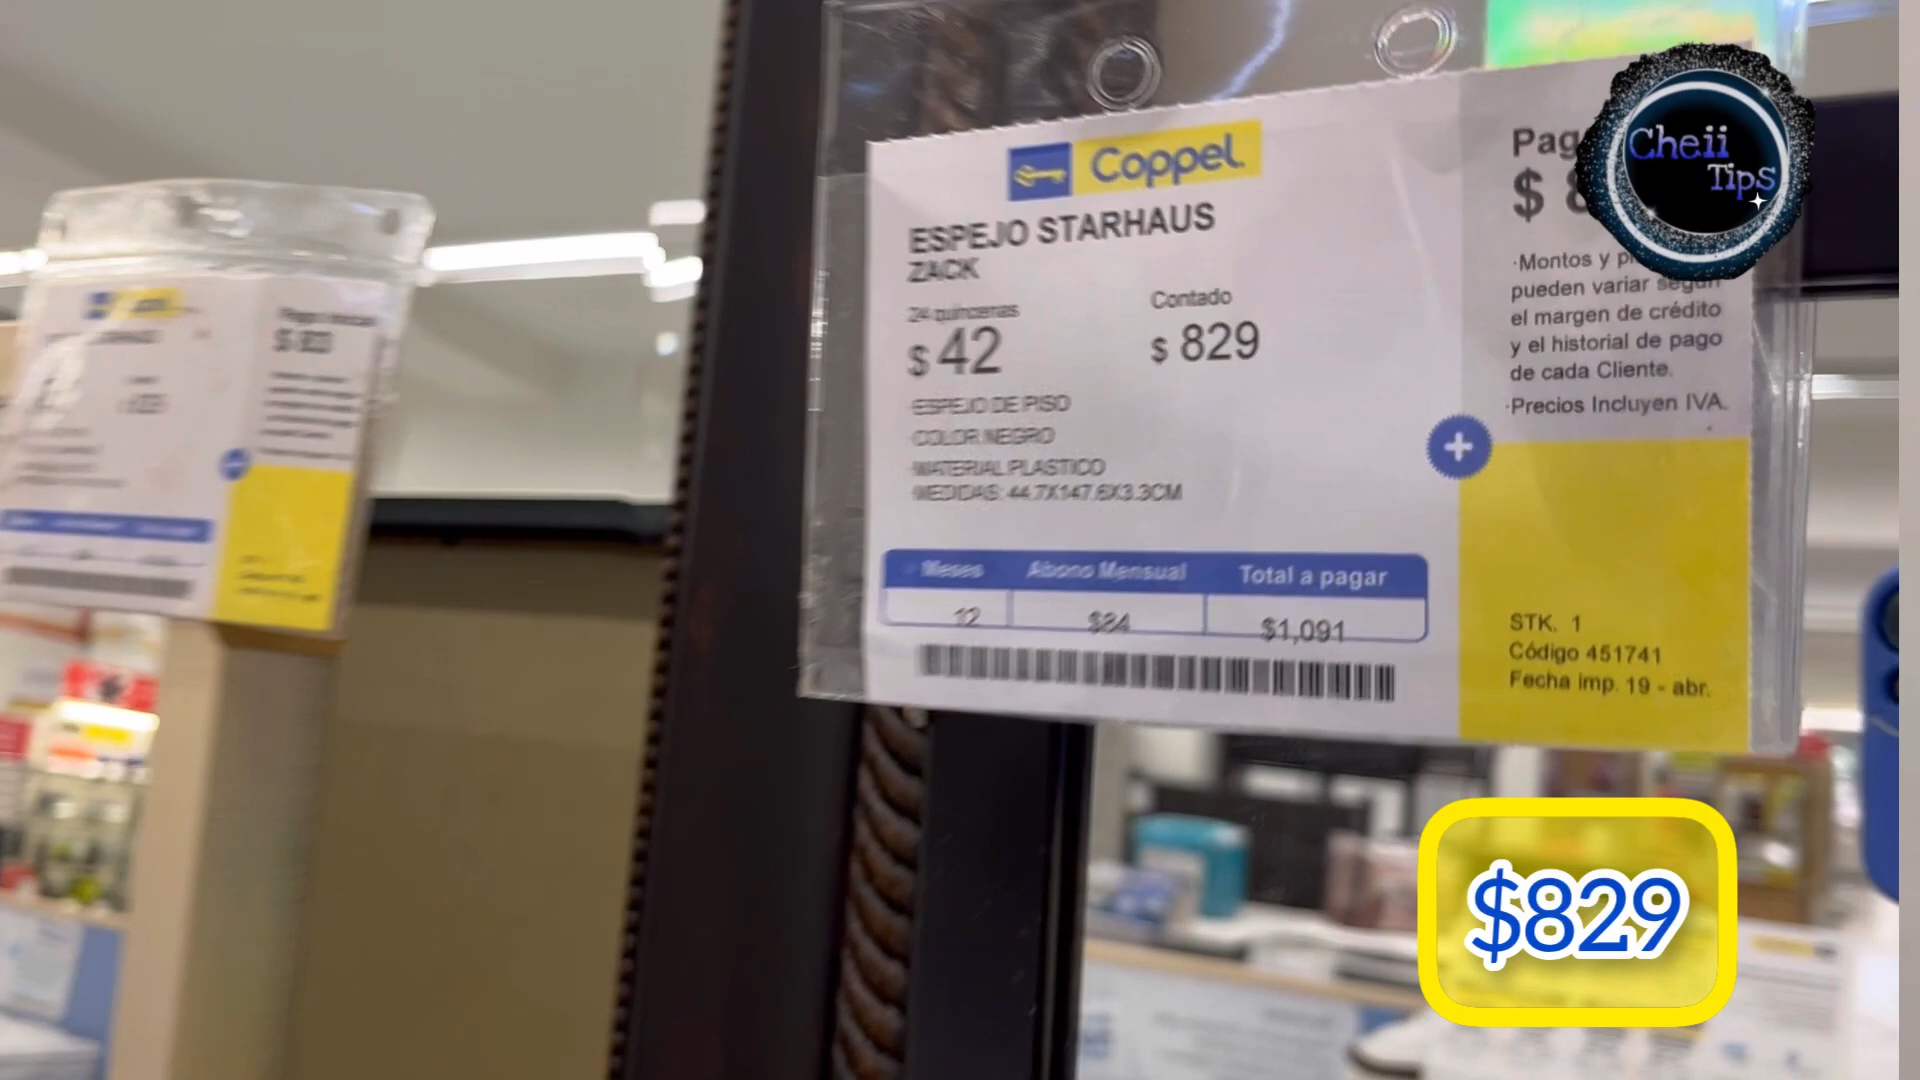 Coppel.
ESPEJO STARHAUS
ZACK
24 quincenas
$ 42
Contado
$ 829
·ESPEJO DE PISO
·COLOR NEGRO
·MATERIAL PLASTICO
·MEDIDAS: 44.7X147.6X3.3CM
Meses Abono Mensual Total a pagar
12 $84 $1,091
$ 8
·Montos y
pueden variar según
el margen de crédito
y el historial de pago
de cada Cliente.
·Precios Incluyen IVA.
+
STK. 1
Código 451741
Fecha imp. 19 - abr.
Cheii
Tips
$829